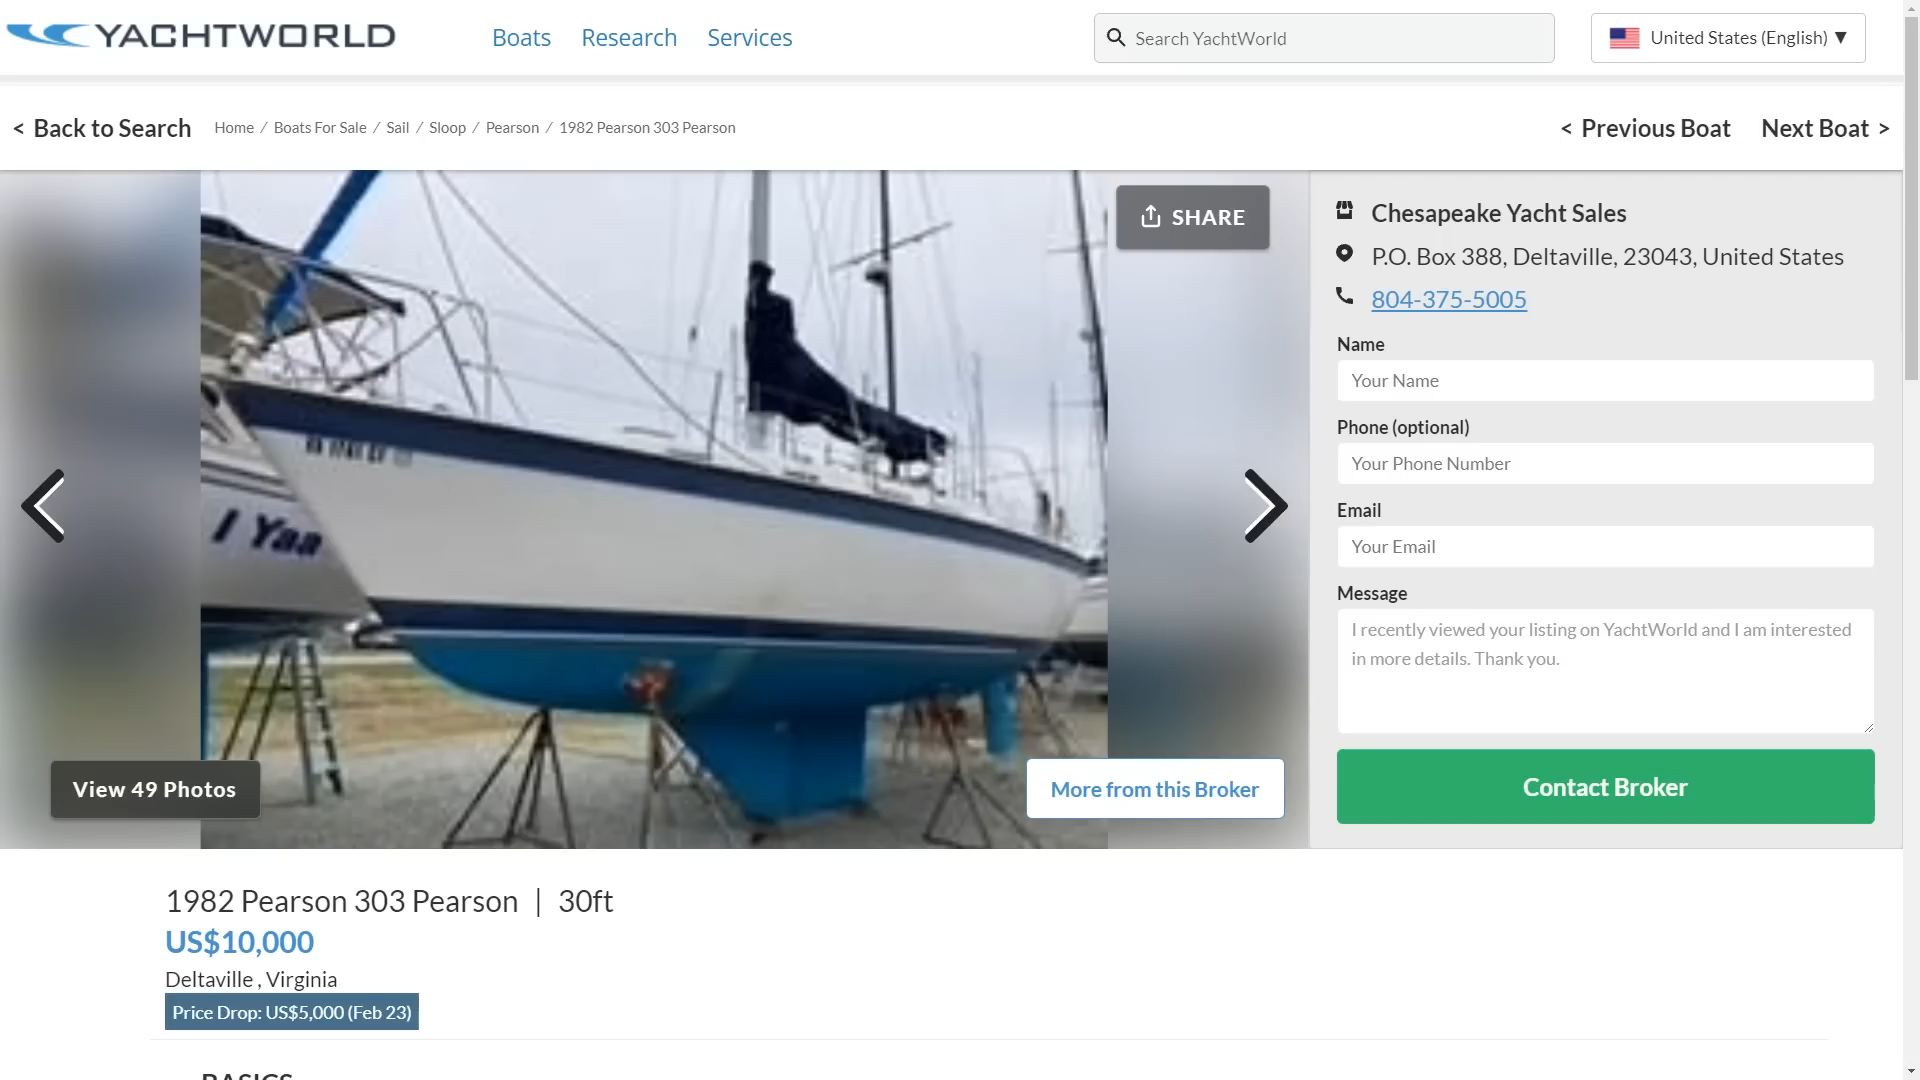 YACHTWORLD
Boats
Research
Services
Search YachtWorld
United States (English) ▼
< Back to Search
Home / Boats For Sale / Sail / Sloop / Pearson / 1982 Pearson 303 Pearson
< Previous Boat
Next Boat >
SHARE
I Yaa
View 49 Photos
More from this Broker
Chesapeake Yacht Sales
P.O. Box 388, Deltaville, 23043, United States
804-375-5005
Name
Your Name
Phone (optional)
Your Phone Number
Email
Your Email
Message
I recently viewed your listing on YachtWorld and I am interested
in more details. Thank you.
Contact Broker
1982 Pearson 303 Pearson | 30ft
US$10,000
Deltaville , Virginia
Price Drop: US$5,000 (Feb 23)
BASICS